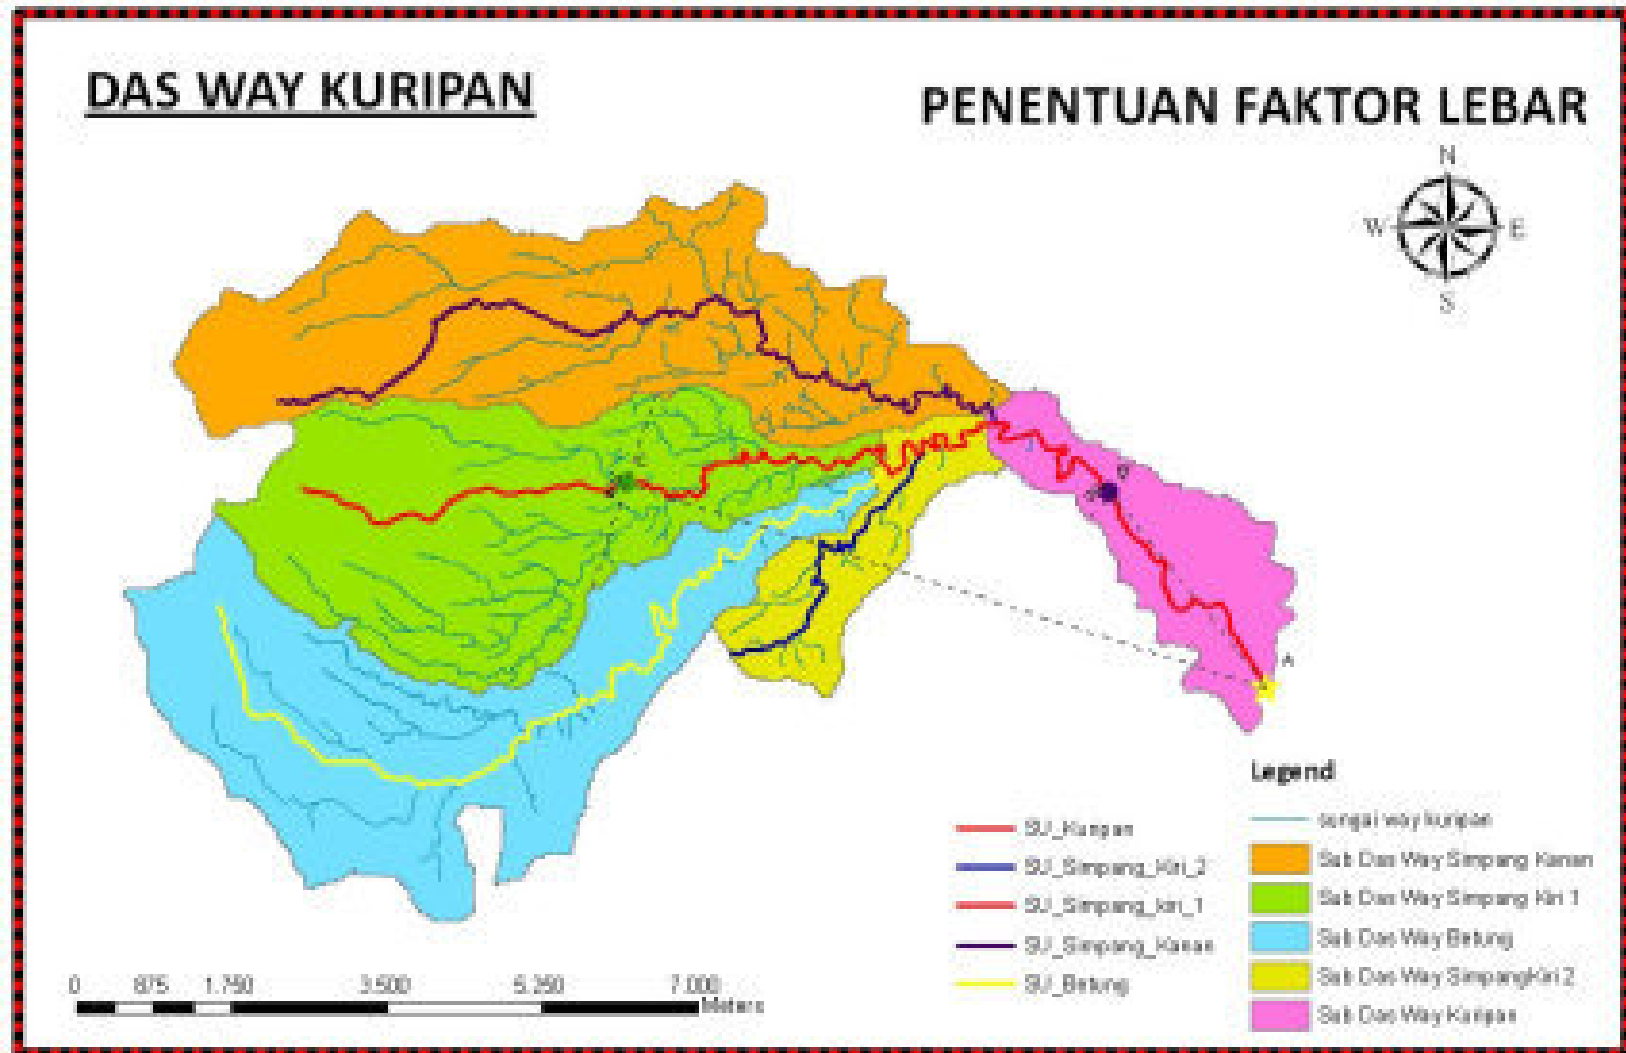 DAS WAY KURIPAN
PENENTUAN FAKTOR LEBAR
N
W
E
S
B
A
Legend
SU_Kuripan
SU_Simpang_Kiri_2
SU_Simpang_kiri_1
SU_Simpang_Kanan
SU_Betung
sungai way kuripan
Sub Das Way Simpang Kanan
Sub Das Way Simpang Kiri 1
Sub Das Way Betung
Sub Das Way Simpangkiri 2
Sub Das Way Kuripan
0 875 1.750 3.500 5.250 7.000
Meters